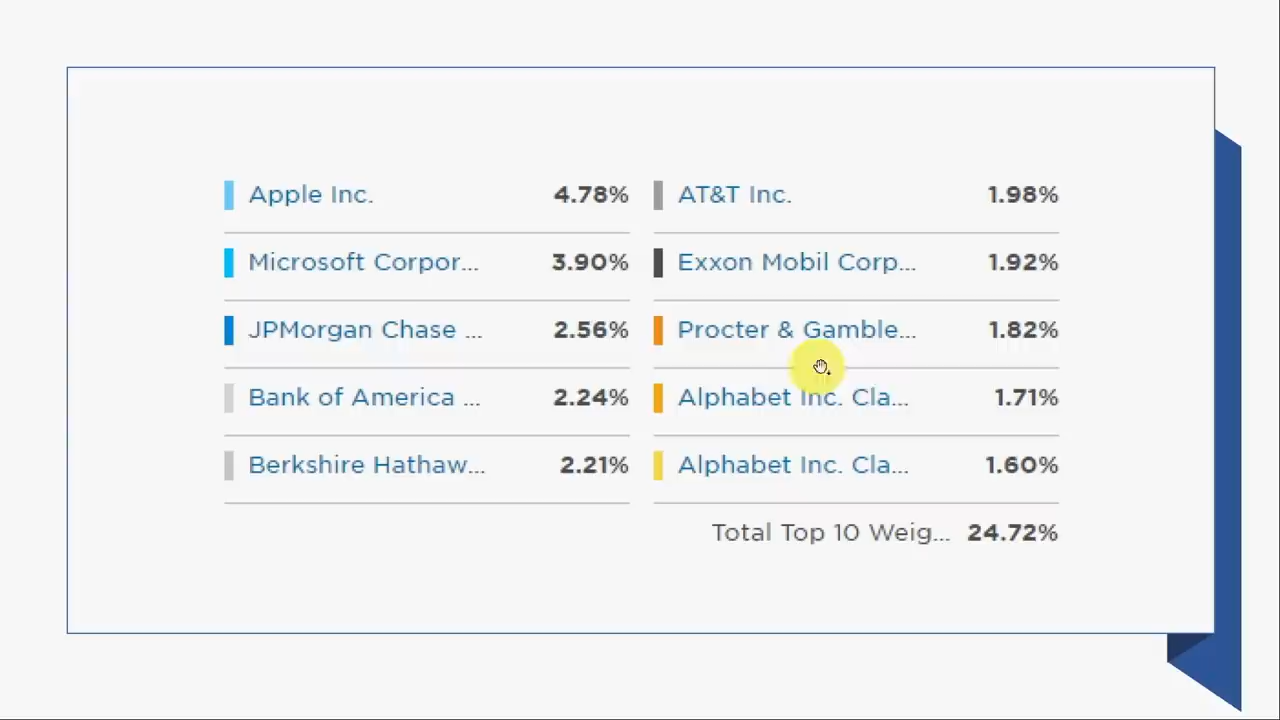 Apple Inc. 4.78%
Microsoft Corpor... 3.90%
JPMorgan Chase ... 2.56%
Bank of America ... 2.24%
Berkshire Hathaw... 2.21%
AT&T Inc. 1.98%
Exxon Mobil Corp... 1.92%
Procter & Gamble... 1.82%
Alphabet Inc. Cla... 1.71%
Alphabet Inc. Cla... 1.60%
Total Top 10 Weig... 24.72%